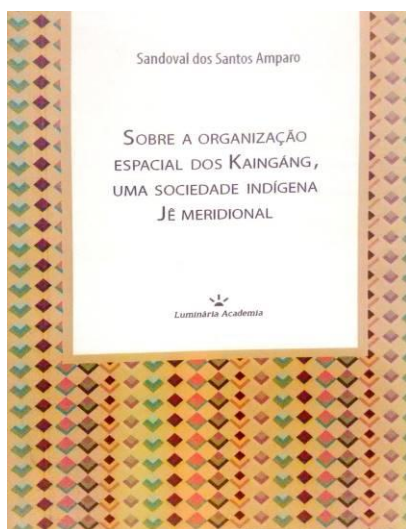 Sandoval dos Santos Amparo
SOBRE A ORGANIZAÇÃO
ESPACIAL DOS KAINGÁNG,
UMA SOCIEDADE INDÍGENA
JÊ MERIDIONAL
Luminária Academia